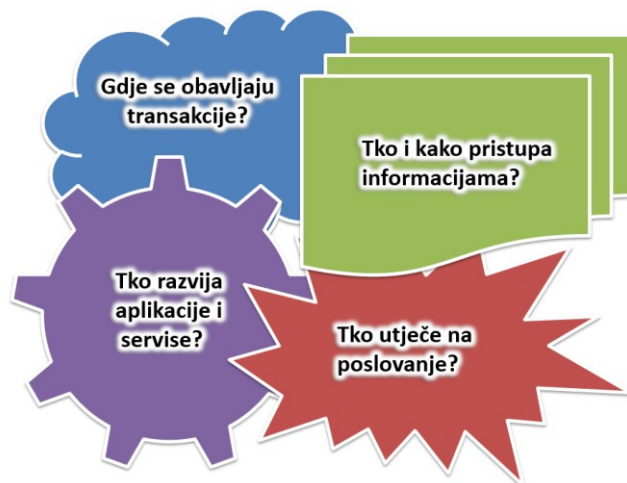 Gdje se obavljaju
transakcije?
Tko i kako pristupa
informacijama?
Tko razvija
aplikacije i
servise?
Tko utječe na
poslovanje?